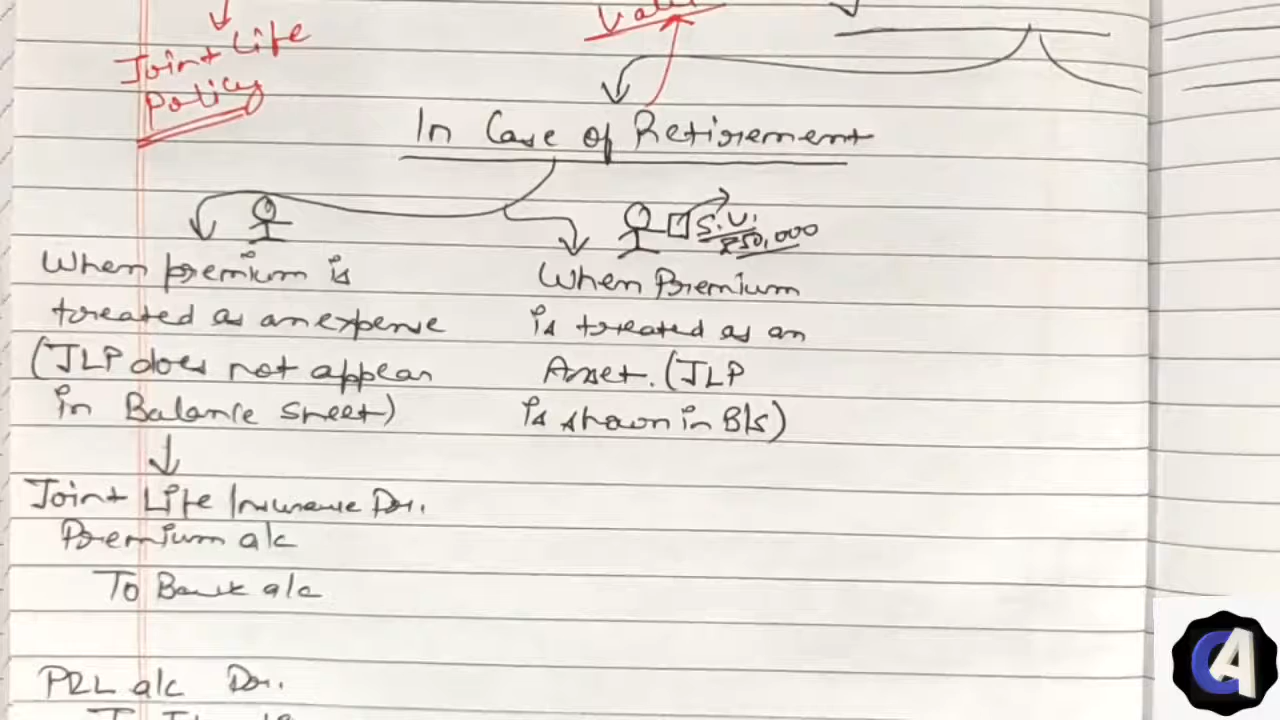 Joint Life
Policy
In Case of Retirement
S.V.
₹50,000
When premium is
treated as an expense
(JLP does not appear
in Balance sheet)
When Premium
is treated as an
Asset. (JLP
is shown in B/s)
Joint Life Insurance Dr.
Premium a/c
To Bank a/c
P&L a/c Dr.
CA